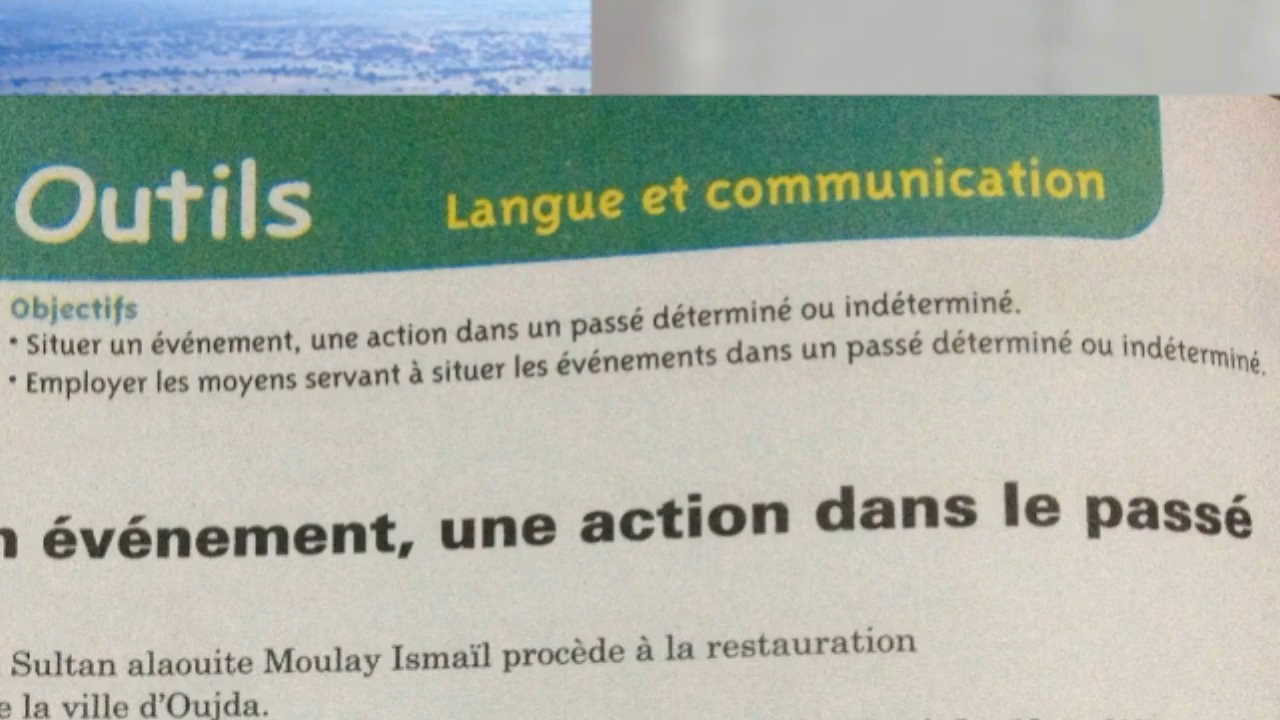 Outils
Langue et communication
Objectifs
• Situer un événement, une action dans un passé déterminé ou indéterminé.
• Employer les moyens servant à situer les événements dans un passé déterminé ou indéterminé.
événement, une action dans le passé
Sultan alaouite Moulay Ismaïl procède à la restauration
la ville d'Oujda.